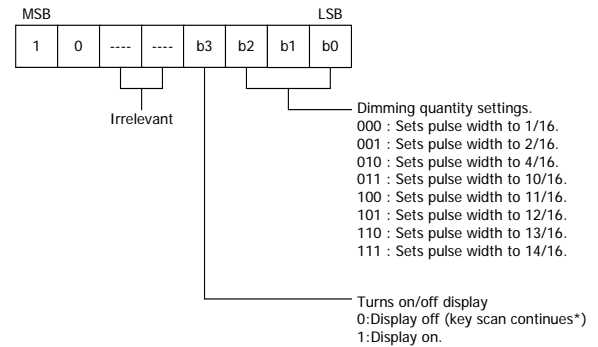 MSB LSB
1 0 ---- ---- b3 b2 b1 b0
Irrelevant
Dimming quantity settings.
000 : Sets pulse width to 1/16.
001 : Sets pulse width to 2/16.
010 : Sets pulse width to 4/16.
011 : Sets pulse width to 10/16.
100 : Sets pulse width to 11/16.
101 : Sets pulse width to 12/16.
110 : Sets pulse width to 13/16.
111 : Sets pulse width to 14/16.
Turns on/off display
0:Display off (key scan continues*)
1:Display on.